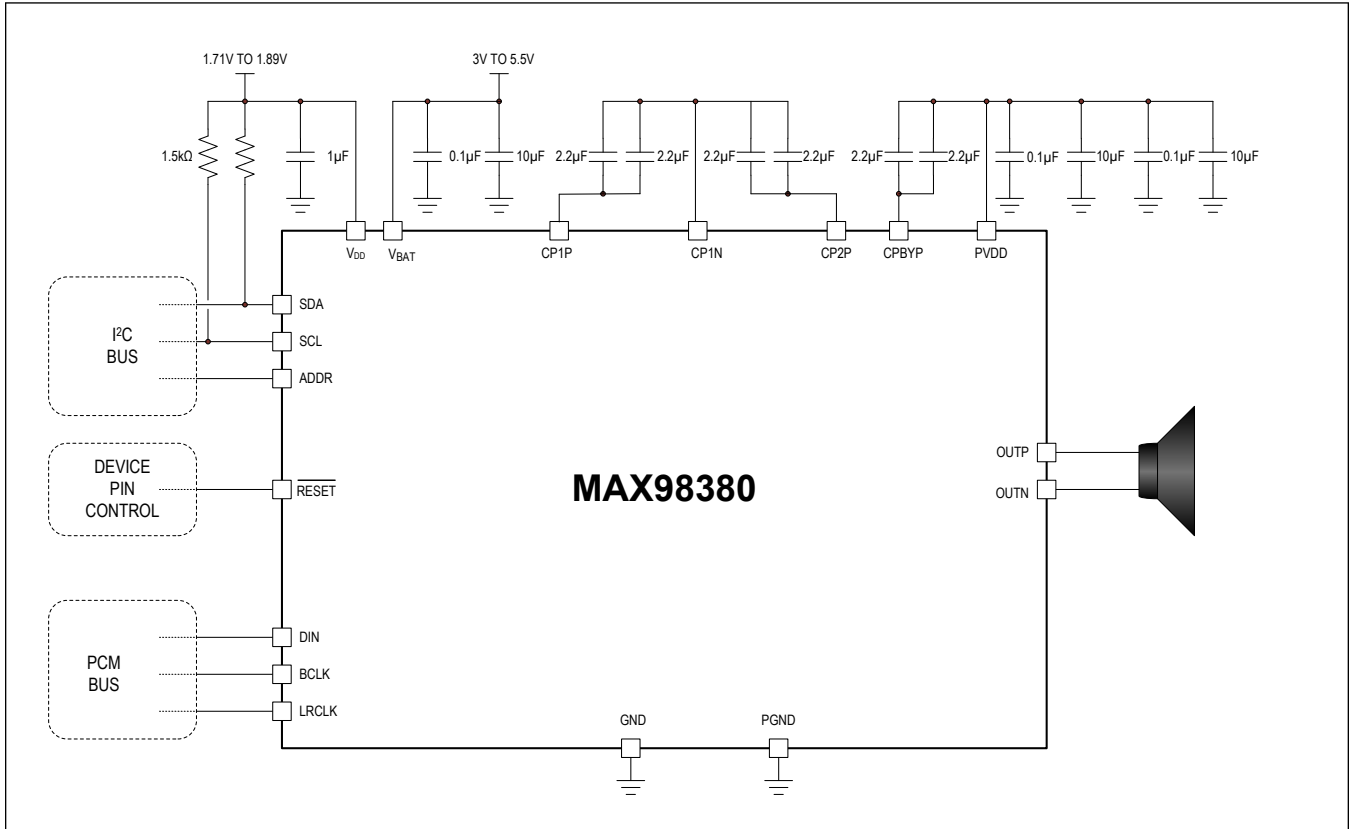 1.71V TO 1.89V
3V TO 5.5V
1.5kΩ
1µF
0.1µF
10µF
2.2µF
2.2µF
2.2µF
2.2µF
2.2µF
2.2µF
0.1µF
10µF
0.1µF
10µF
VDD
VBAT
CP1P
CP1N
CP2P
CPBYP
PVDD
I²C
BUS
SDA
SCL
ADDR
DEVICE
PIN
CONTROL
RESET
MAX98380
OUTP
OUTN
PCM
BUS
DIN
BCLK
LRCLK
GND
PGND